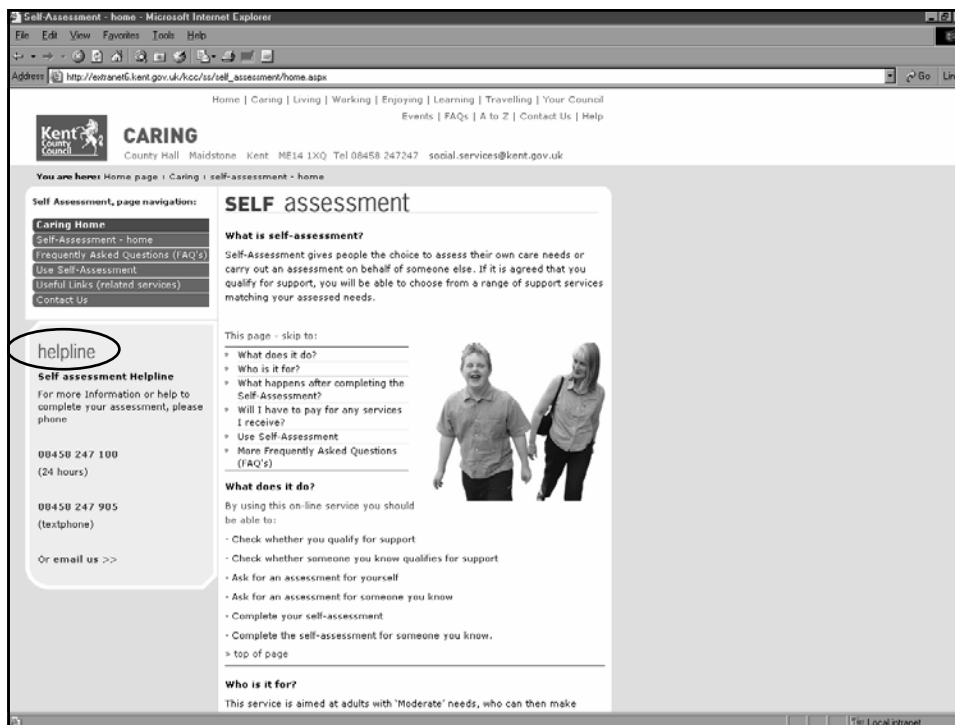 Self-Assessment - home - Microsoft Internet Explorer
File Edit View Favorites Tools Help
Address http://extranet6.kent.gov.uk/kcc/ss/self_assessment/home.aspx Go Lin
Home | Caring | Living | Working | Enjoying | Learning | Travelling | Your Council
Events | FAQs | A to Z | Contact Us | Help
Kent
County
Council
CARING
County Hall Maidstone Kent ME14 1XQ Tel 08458 247247 social.services@kent.gov.uk
You are here: Home page : Caring : self-assessment - home
Self Assessment, page navigation:
Caring Home
Self-Assessment - home
Frequently Asked Questions (FAQ's)
Use Self-Assessment
Useful Links (related services)
Contact Us
helpline
Self assessment Helpline
For more Information or help to
complete your assessment, please
phone
08458 247 100
(24 hours)
08458 247 905
(textphone)
Or email us >>
SELF assessment
What is self-assessment?
Self-Assessment gives people the choice to assess their own care needs or
carry out an assessment on behalf of someone else. If it is agreed that you
qualify for support, you will be able to choose from a range of support services
matching your assessed needs.
This page - skip to:
» What does it do?
» Who is it for?
» What happens after completing the
Self-Assessment?
» Will I have to pay for any services
I receive?
» Use Self-Assessment
» More Frequently Asked Questions
(FAQ's)
What does it do?
By using this on-line service you should
be able to:
- Check whether you qualify for support
- Check whether someone you know qualifies for support
- Ask for an assessment for yourself
- Ask for an assessment for someone you know
- Complete your self-assessment
- Complete the self-assessment for someone you know.
» top of page
Who is it for?
This service is aimed at adults with 'Moderate' needs, who can then make
Local intranet